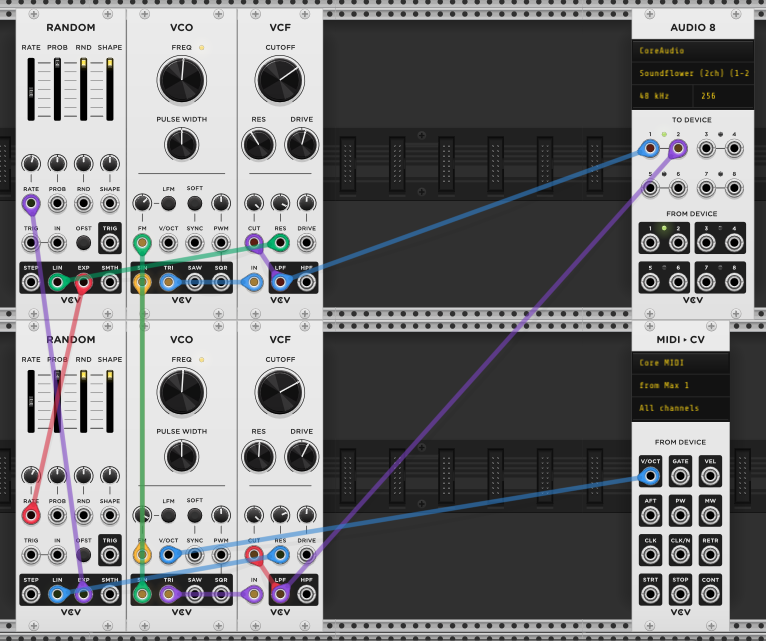 RANDOM VCO VCF AUDIO 8
RATE PROB RND SHAPE FREQ CUTOFF CoreAudio
Soundflower (2ch) (1-2
48 kHz 256
PULSE WIDTH RES DRIVE TO DEVICE
1 2 3 4
RATE PROB RND SHAPE LFM SOFT 5 6 7 8
FROM DEVICE
TRIG IN OFST TRIG FM V/OCT SYNC PWM CUT RES DRIVE 1 2 3 4
STEP LIN EXP SMTH SIN TRI SAW SQR IN LPF HPF 5 6 7 8
VCV VCV VCV VCV
RANDOM VCO VCF MIDI ▸ CV
RATE PROB RND SHAPE FREQ CUTOFF Core MIDI
from Max 1
All channels
PULSE WIDTH RES DRIVE FROM DEVICE
V/OCT GATE VEL
RATE PROB RND SHAPE LFM SOFT AFT PW MW
TRIG IN OFST TRIG FM V/OCT SYNC PWM CUT RES DRIVE CLK CLK/N RETR
STEP LIN EXP SMTH SIN TRI SAW SQR IN LPF HPF STRT STOP CONT
VCV VCV VCV VCV